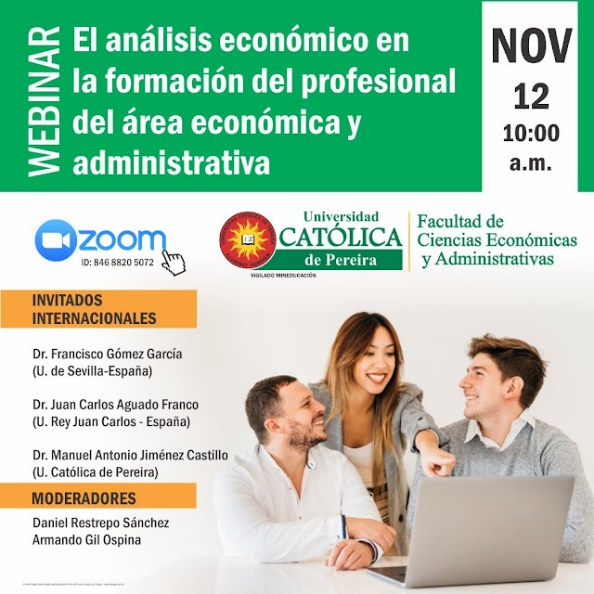 WEBINAR
El análisis económico en
la formación del profesional
del área económica y
administrativa
NOV
12
10:00
a.m.
zoom
ID: 846 8820 5072
Universidad
CATÓLICA
de Pereira
VIGILADO MINEDUCACIÓN
Facultad de
Ciencias Económicas
y Administrativas
INVITADOS
INTERNACIONALES
Dr. Francisco Gómez García
(U. de Sevilla-España)
Dr. Juan Carlos Aguado Franco
(U. Rey Juan Carlos - España)
Dr. Manuel Antonio Jiménez Castillo
(U. Católica de Pereira)
MODERADORES
Daniel Restrepo Sánchez
Armando Gil Ospina